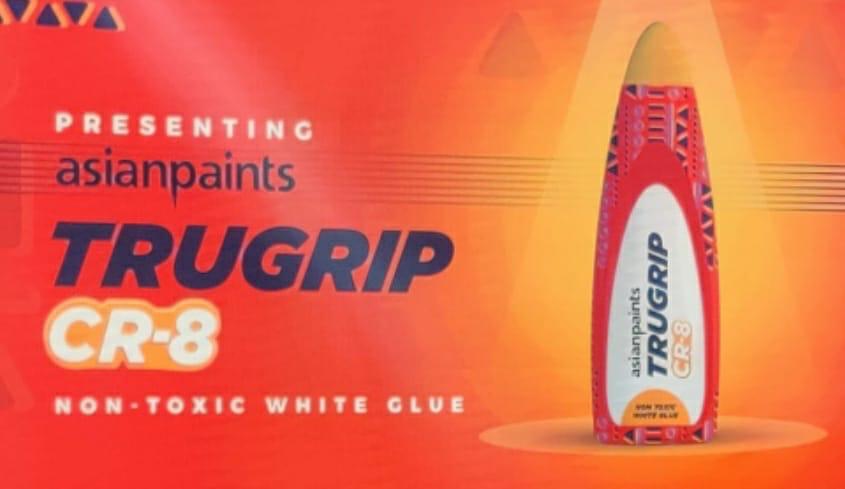 PRESENTING
asianpaints
TRUGRIP
CR-8
NON-TOXIC WHITE GLUE
asianpaints
TRUGRIP
CR-8
NON TOXIC
WHITE GLUE